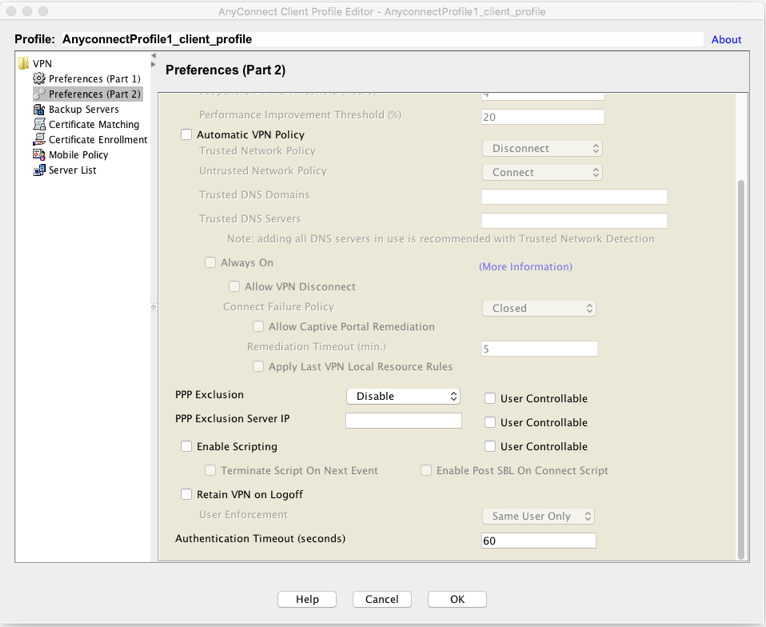 AnyConnect Client Profile Editor - AnyconnectProfile1_client_profile
Profile: AnyconnectProfile1_client_profile
About
VPN
Preferences (Part 1)
Preferences (Part 2)
Backup Servers
Certificate Matching
Certificate Enrollment
Mobile Policy
Server List
Preferences (Part 2)
4
Performance Improvement Threshold (%) 20
Automatic VPN Policy
Trusted Network Policy Disconnect
Untrusted Network Policy Connect
Trusted DNS Domains
Trusted DNS Servers
Note: adding all DNS servers in use is recommended with Trusted Network Detection
Always On (More Information)
Allow VPN Disconnect
Connect Failure Policy Closed
Allow Captive Portal Remediation
Remediation Timeout (min.) 5
Apply Last VPN Local Resource Rules
PPP Exclusion Disable User Controllable
PPP Exclusion Server IP User Controllable
Enable Scripting User Controllable
Terminate Script On Next Event Enable Post SBL On Connect Script
Retain VPN on Logoff
User Enforcement Same User Only
Authentication Timeout (seconds) 60
Help Cancel OK